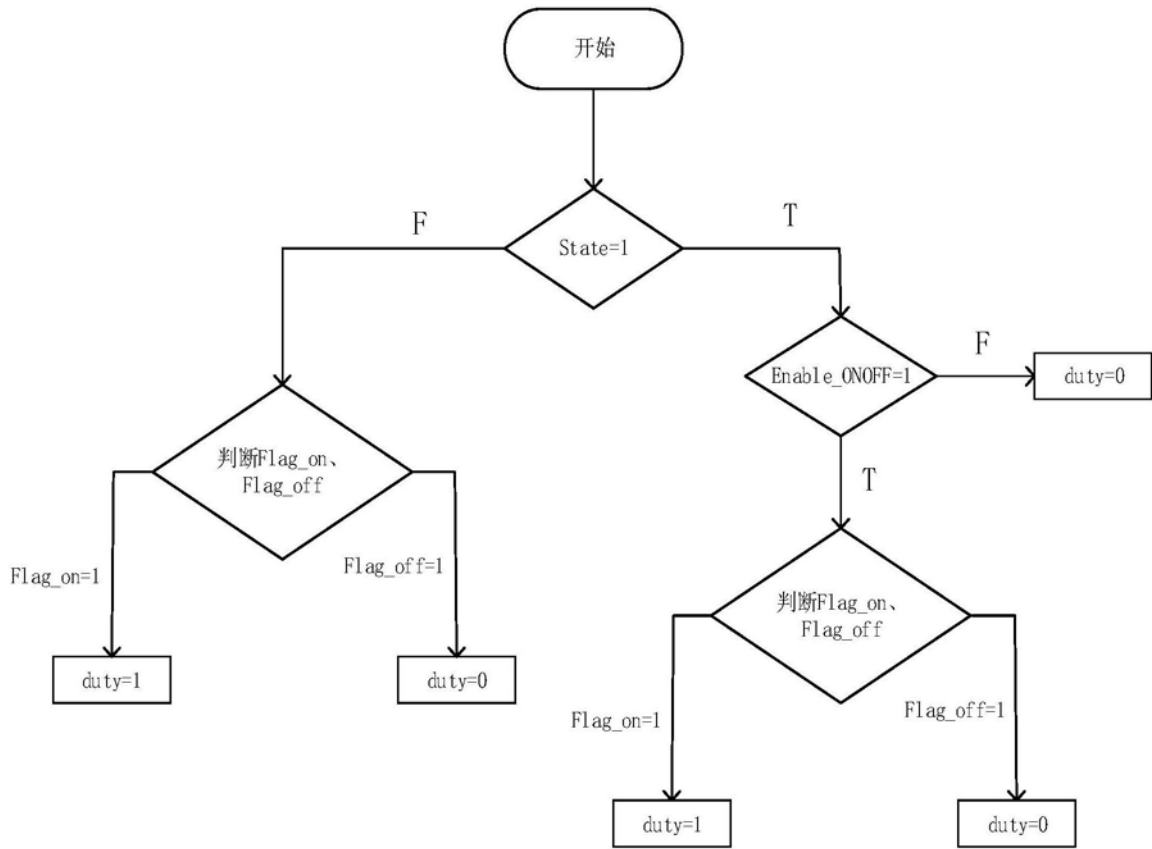 开始
F
T
State=1
F
Enable_ONOFF=1
duty=0
判断Flag_on、
Flag_off
T
Flag_on=1
Flag_off=1
判断Flag_on、
Flag_off
duty=1
duty=0
Flag_on=1
Flag_off=1
duty=1
duty=0